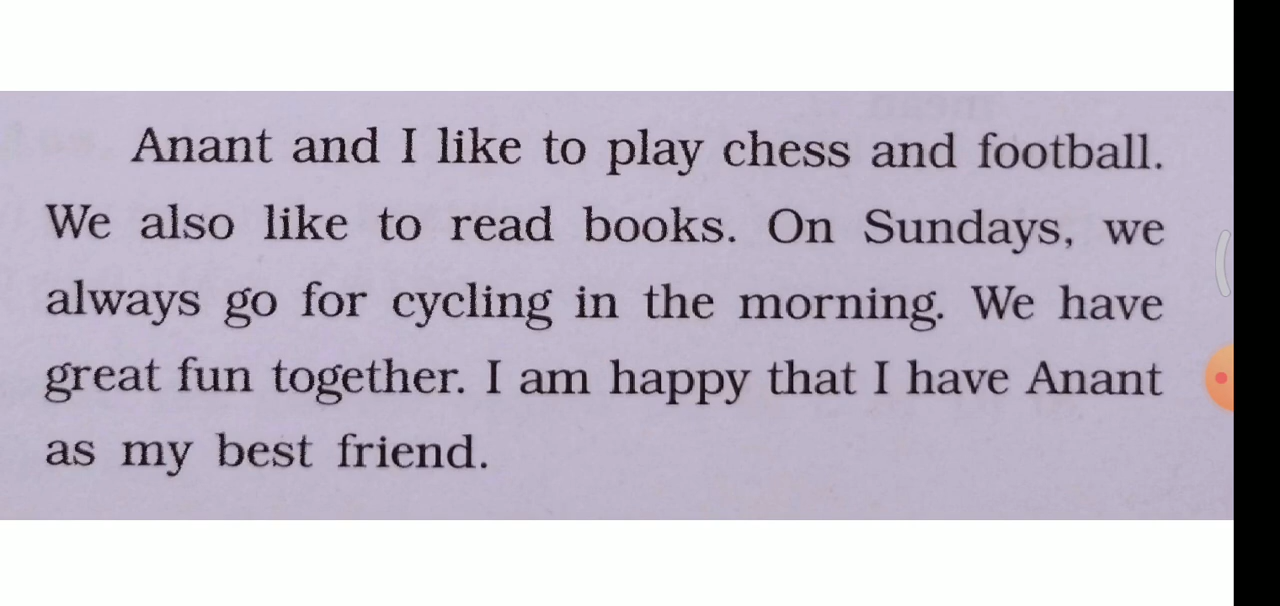 Anant and I like to play chess and football.
We also like to read books. On Sundays, we
always go for cycling in the morning. We have
great fun together. I am happy that I have Anant
as my best friend.